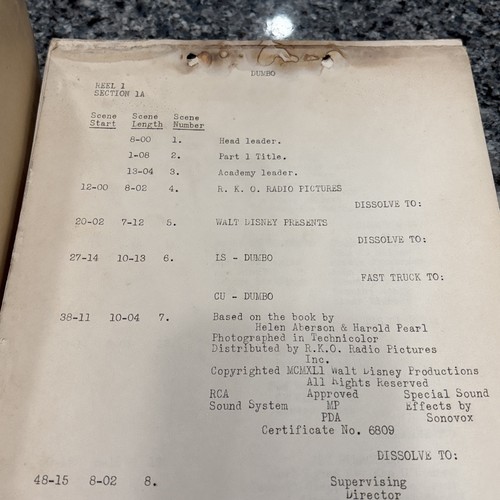 DUMBO
REEL 1
SECTION 1A
Scene Start Scene Length Scene Number
8-00 1. Head leader.
1-08 2. Part 1 Title.
13-04 3. Academy leader.
12-00 8-02 4. R. K. O. RADIO PICTURES
DISSOLVE TO:
20-02 7-12 5. WALT DISNEY PRESENTS
DISSOLVE TO:
27-14 10-13 6. LS - DUMBO
FAST TRUCK TO:
CU - DUMBO
38-11 10-04 7. Based on the book by
Helen Aberson & Harold Pearl
Photographed in Technicolor
Distributed by R.K.O. Radio Pictures
Inc.
Copyrighted MCMXLI Walt Disney Productions
All Rights Reserved
RCA Approved Special Sound
Sound System MP Effects by
PDA Sonovox
Certificate No. 6809
DISSOLVE TO:
48-15 8-02 8. Supervising
Director